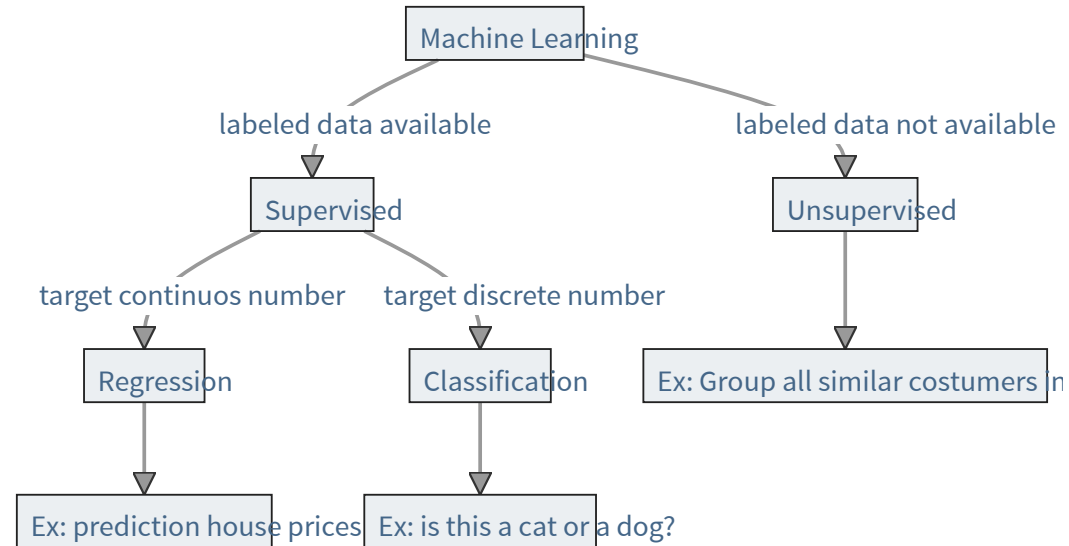 Machine Learning
labeled data available
labeled data not available
Supervised
Unsupervised
target continuos number
target discrete number
Regression
Classification
Ex: Group all similar costumers in
Ex: prediction house prices
Ex: is this a cat or a dog?